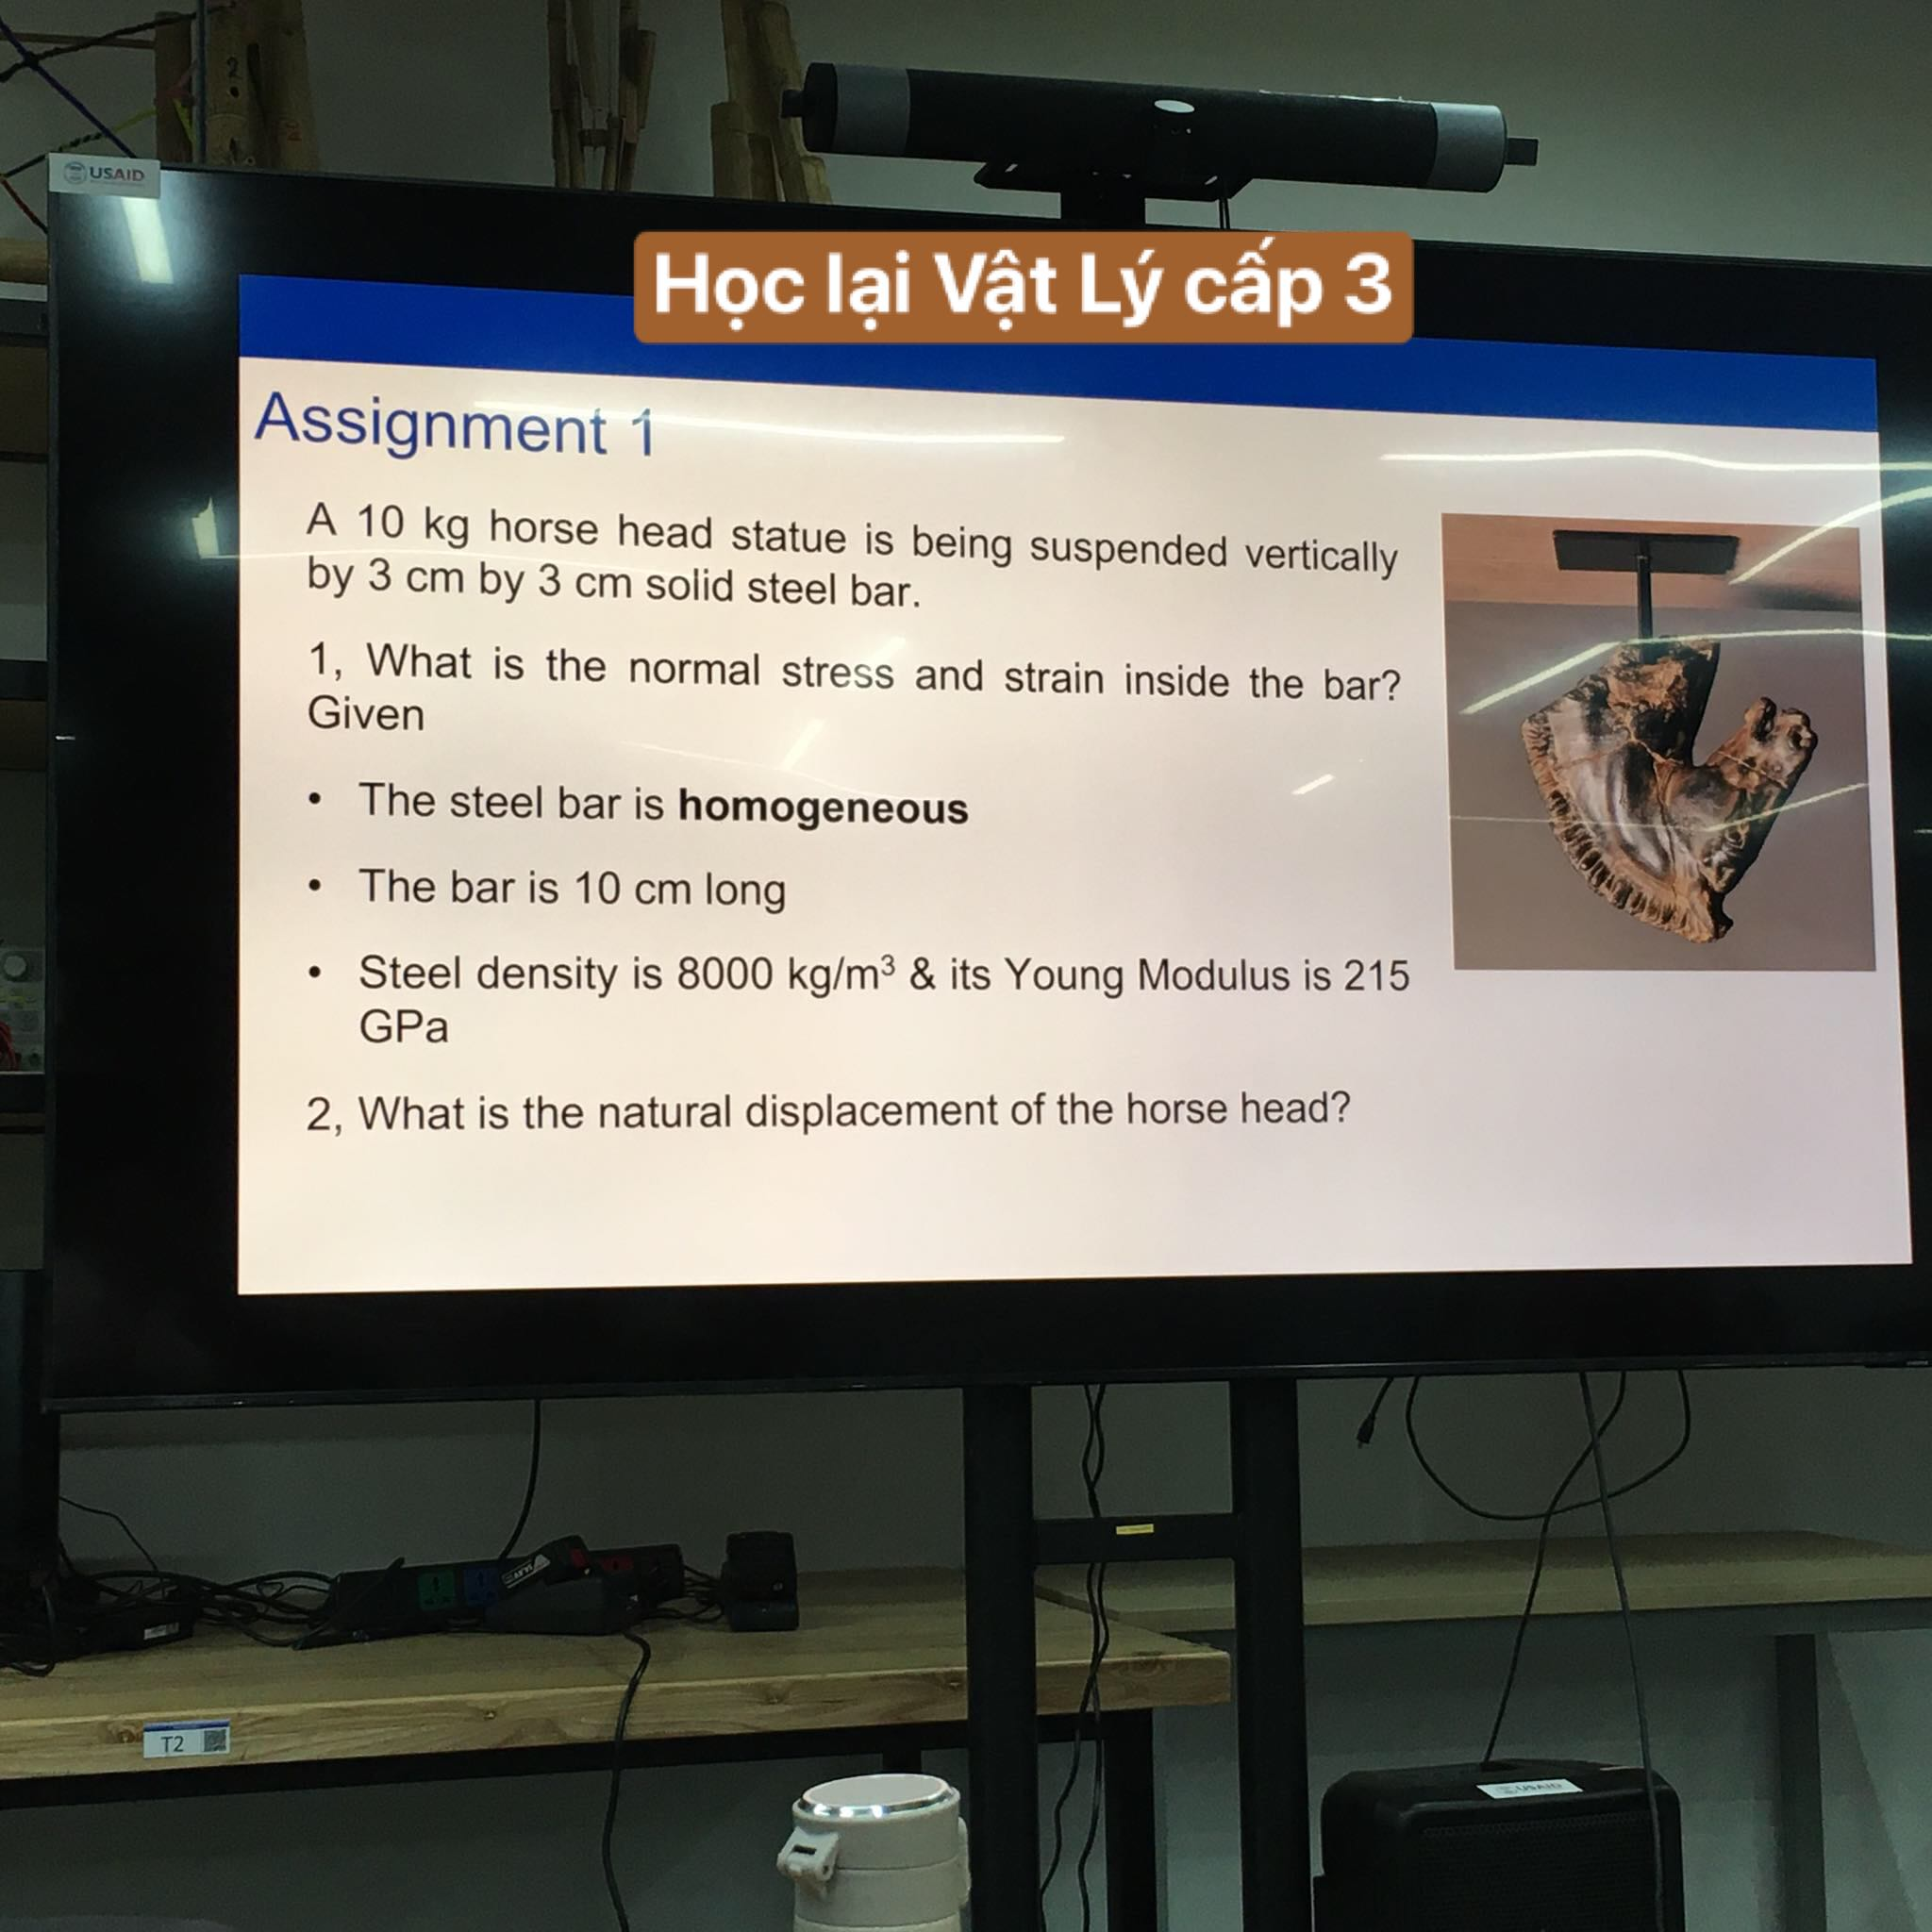 USAID
Học lại Vật Lý cấp 3
Assignment 1
A 10 kg horse head statue is being suspended vertically
by 3 cm by 3 cm solid steel bar.
1, What is the normal stress and strain inside the bar?
Given
• The steel bar is homogeneous
• The bar is 10 cm long
• Steel density is 8000 kg/m³ & its Young Modulus is 215
GPa
2, What is the natural displacement of the horse head?
T2
USAID